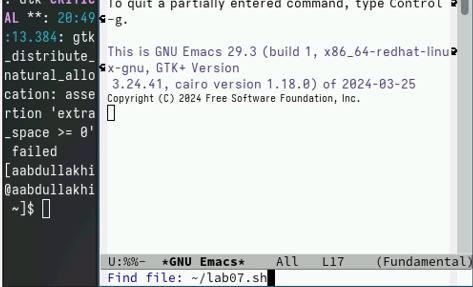 AL **: 20:49
:13.384: gtk
_distribute_
natural_allo
cation: asse
rtion 'extra
_space >= 0'
failed
[aabdullakhi
@aabdullakhi
~]$
To quit a partially entered command, type Control
-g.
This is GNU Emacs 29.3 (build 1, x86_64-redhat-linu
x-gnu, GTK+ Version
3.24.41, cairo version 1.18.0) of 2024-03-25
Copyright (C) 2024 Free Software Foundation, Inc.
U:%%- *GNU Emacs* All L17 (Fundamental)
Find file: ~/lab07.sh